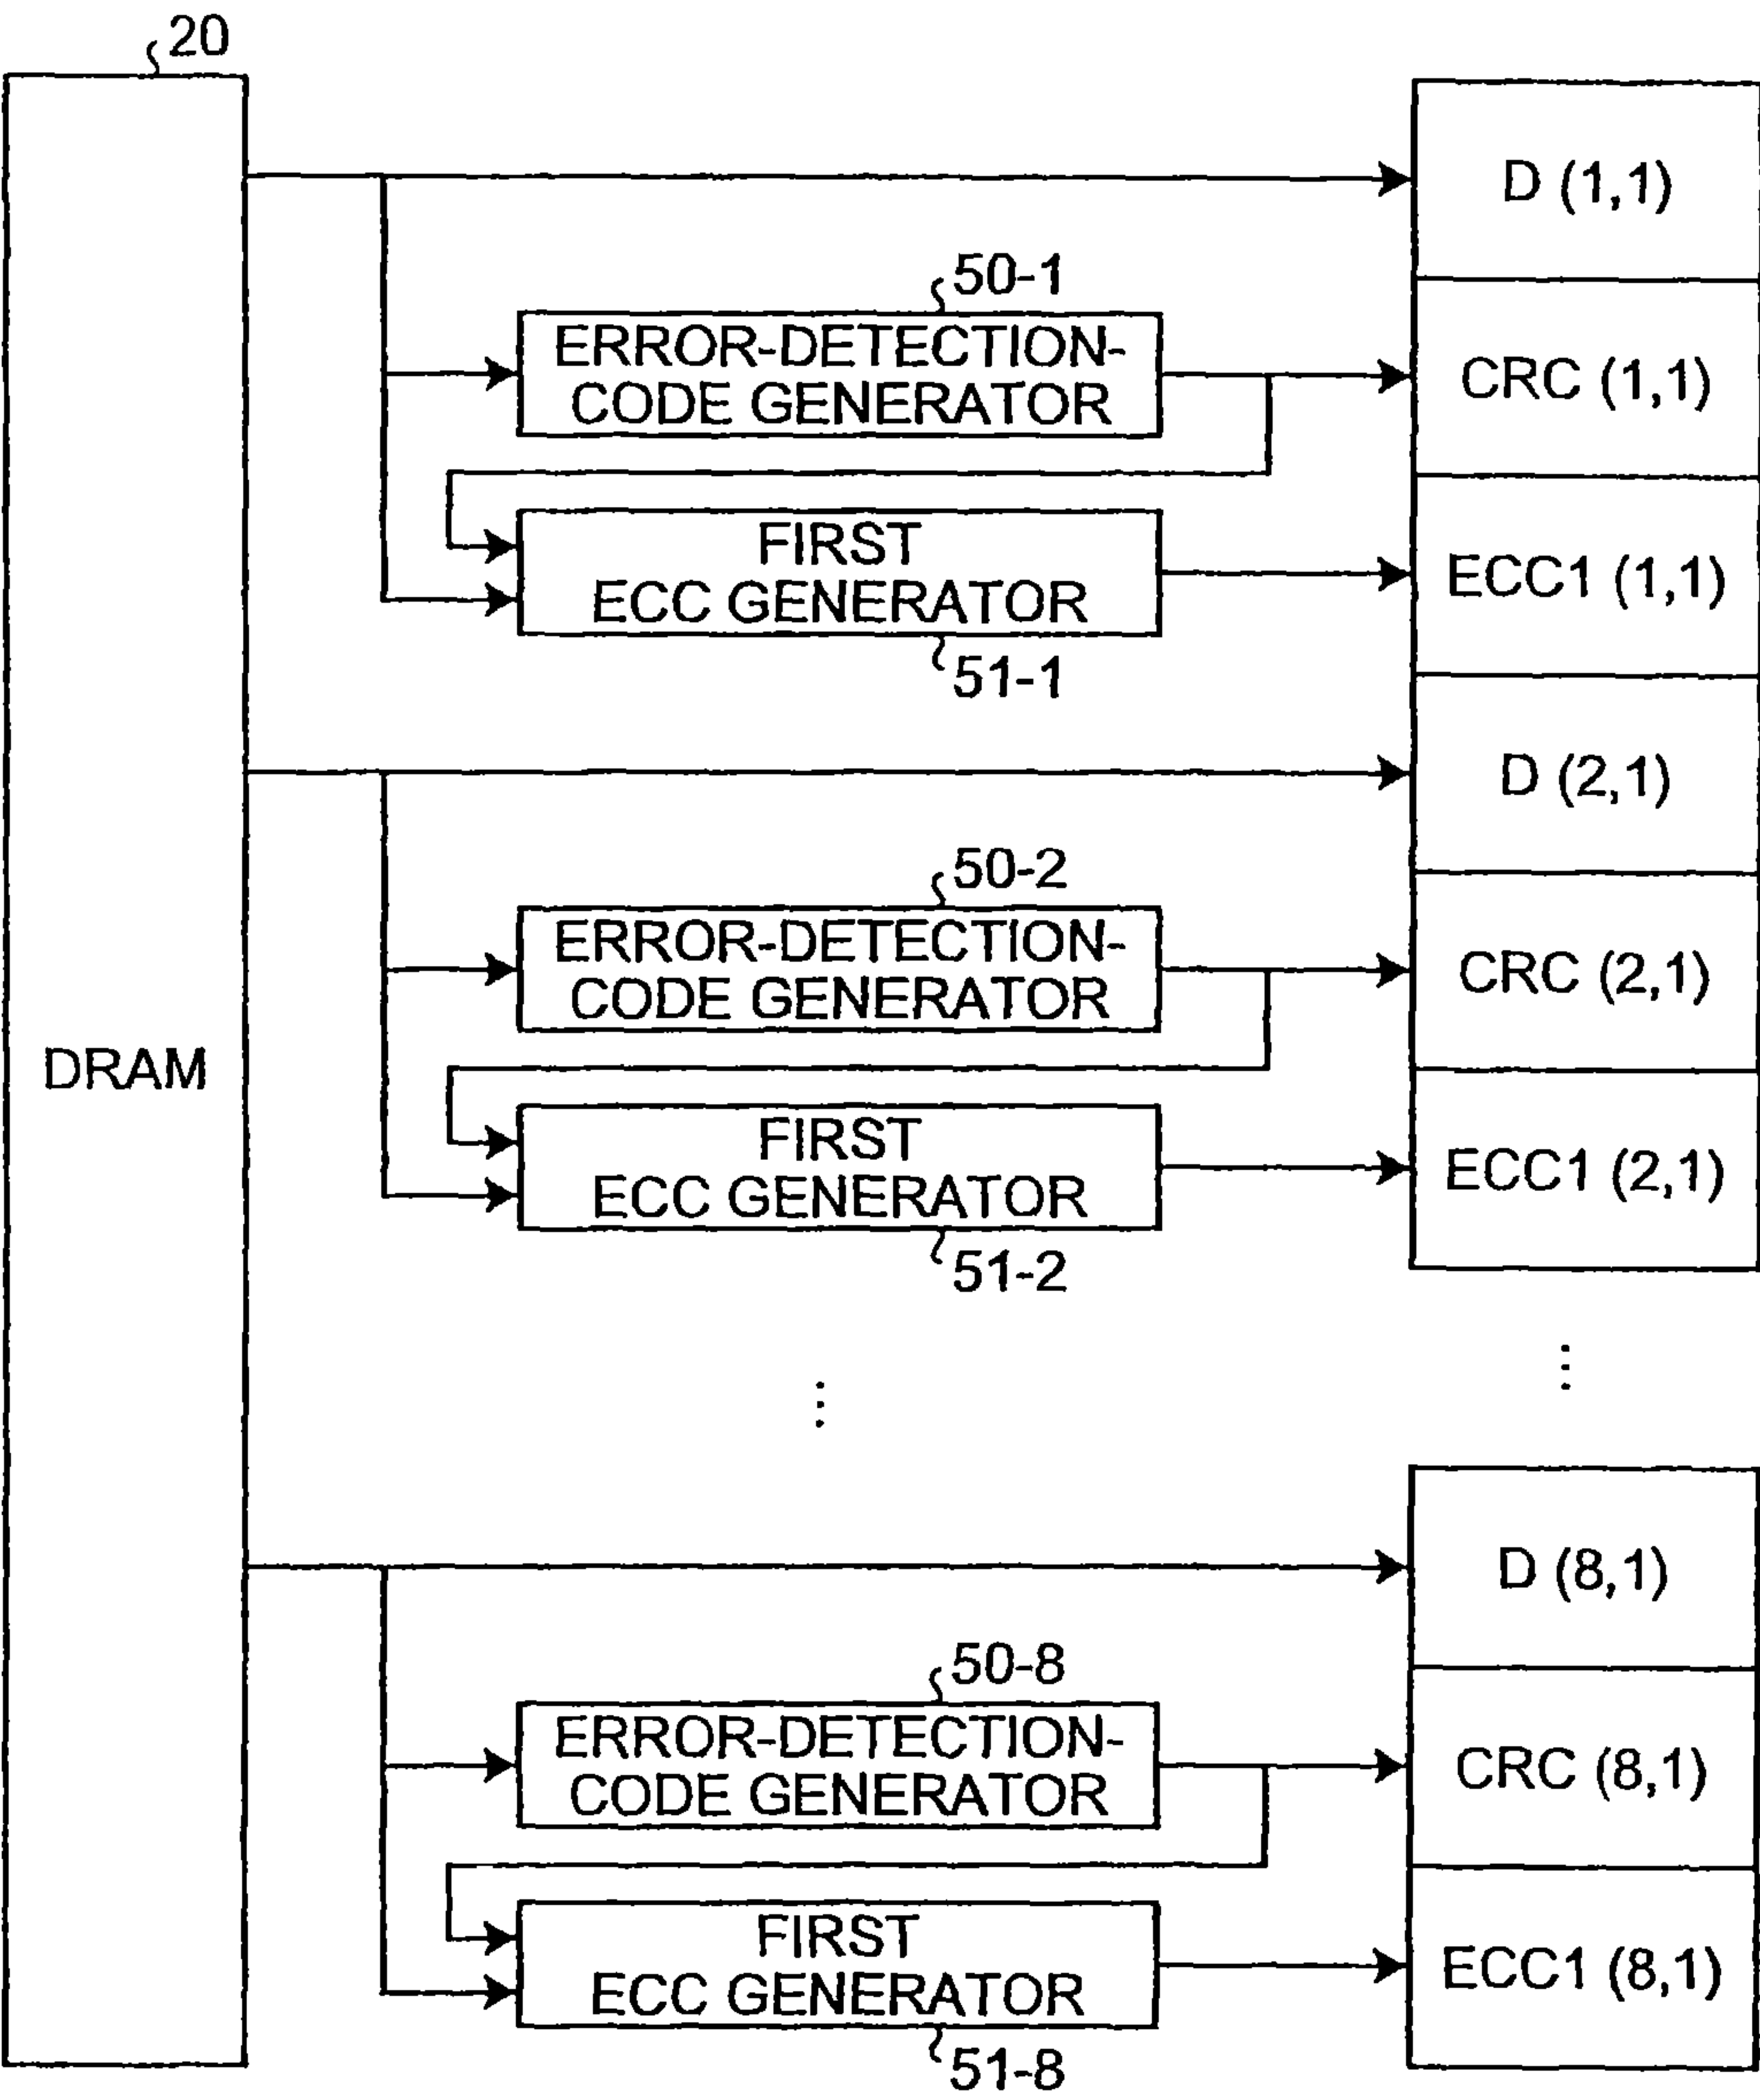 20
D (1,1)
50-1
ERROR-DETECTION-
CODE GENERATOR
CRC (1,1)
FIRST
ECC GENERATOR
ECC1 (1,1)
51-1
D (2,1)
50-2
ERROR-DETECTION-
CODE GENERATOR
CRC (2,1)
DRAM
FIRST
ECC GENERATOR
ECC1 (2,1)
51-2
D (8,1)
50-8
ERROR-DETECTION-
CODE GENERATOR
CRC (8,1)
FIRST
ECC GENERATOR
ECC1 (8,1)
51-8